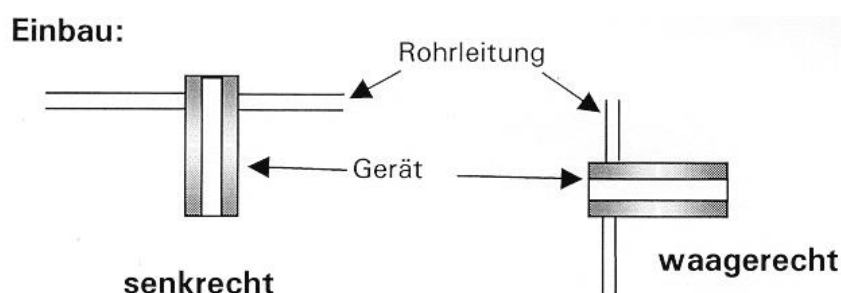 Einbau:
Rohrleitung
Gerät
senkrecht
waagerecht